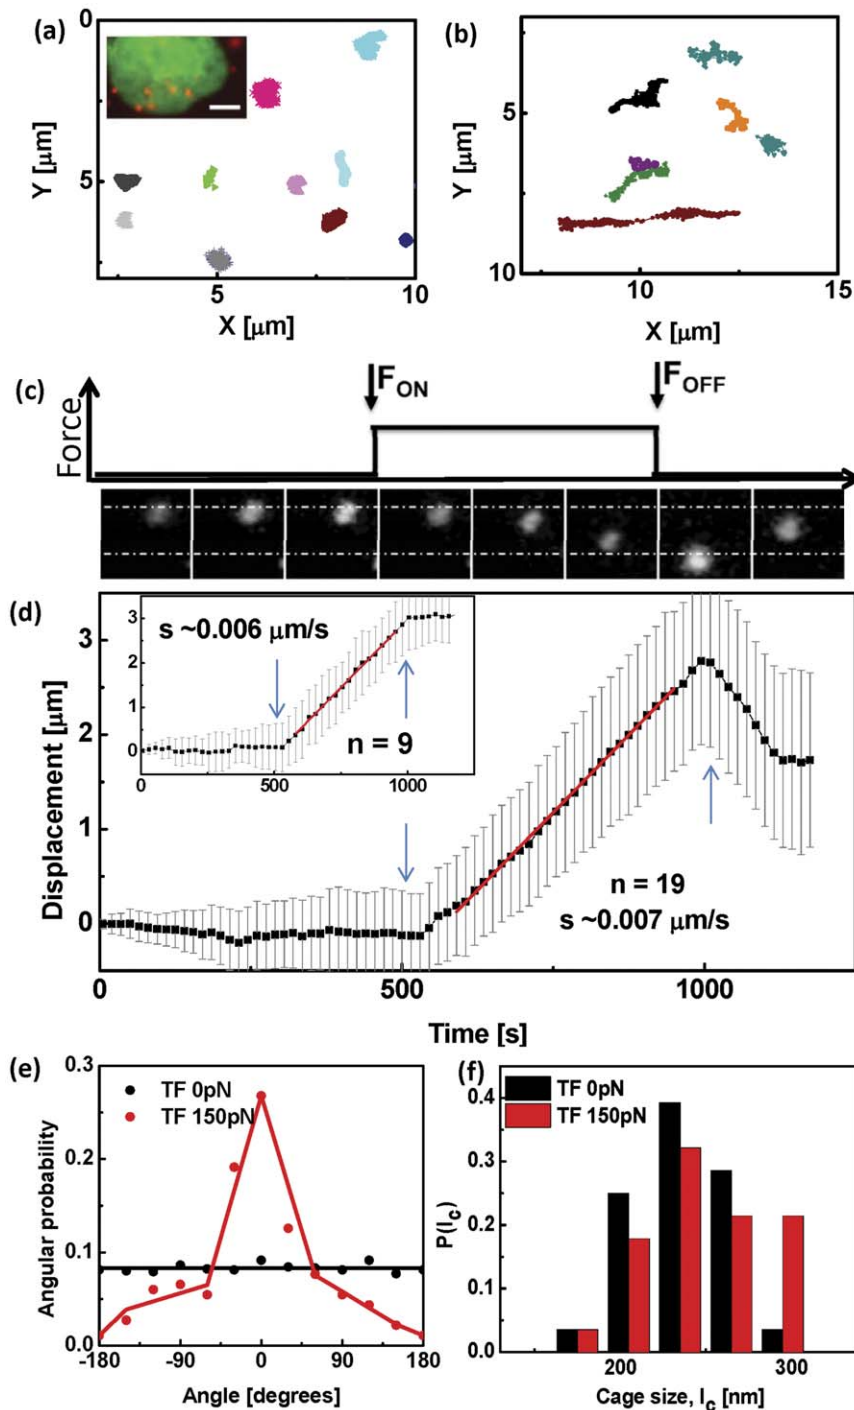 (a)
0
5
Y [μm]
5
10
X [μm]
(b)
5
10
Y [μm]
10
15
X [μm]
(c)
Force
F_ON
F_OFF
(d)
3
2
1
0
Displacement [μm]
0
500
1000
Time [s]
3
2
1
0
s ~0.006 μm/s
n = 9
0
500
1000
n = 19
s ~0.007 μm/s
(e)
0.3
0.2
0.1
0.0
Angular probability
TF 0pN
TF 150pN
-180
-90
0
90
180
Angle [degrees]
(f)
0.4
0.3
0.2
0.1
0.0
P(l_c)
TF 0pN
TF 150pN
200
300
Cage size, l_c [nm]